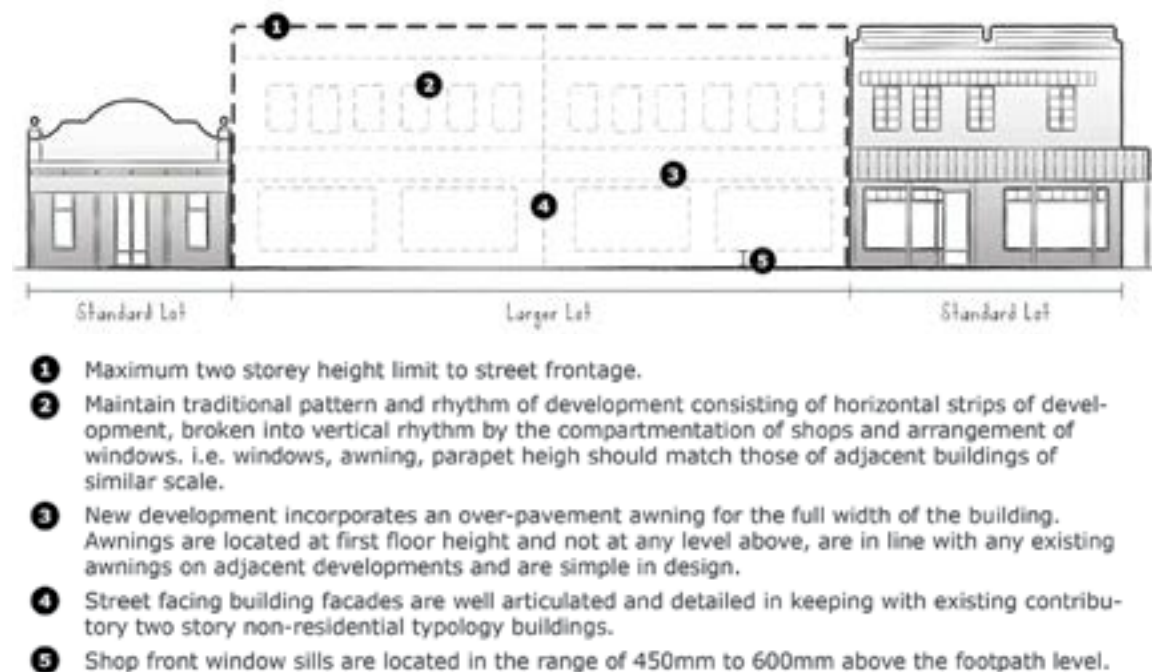 1
2
3
4
5
Standard Lot
Larger Lot
Standard Lot
1 Maximum two storey height limit to street frontage.
2 Maintain traditional pattern and rhythm of development consisting of horizontal strips of devel-
opment, broken into vertical rhythm by the compartmentation of shops and arrangement of
windows. i.e. windows, awning, parapet heigh should match those of adjacent buildings of
similar scale.
3 New development incorporates an over-pavement awning for the full width of the building.
Awnings are located at first floor height and not at any level above, are in line with any existing
awnings on adjacent developments and are simple in design.
4 Street facing building facades are well articulated and detailed in keeping with existing contribu-
tory two story non-residential typology buildings.
5 Shop front window sills are located in the range of 450mm to 600mm above the footpath level.